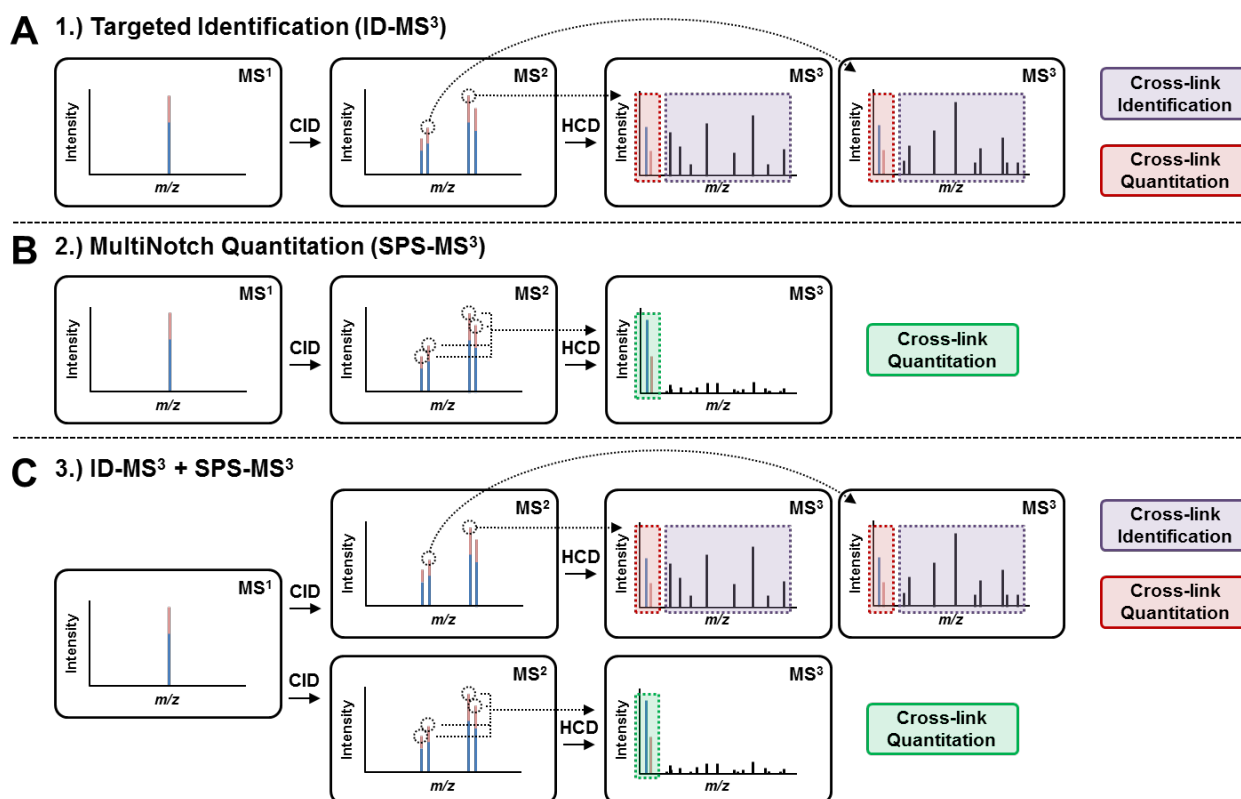 A 1.) Targeted Identification (ID-MS³)
MS¹
Intensity
m/z
CID
MS²
Intensity
m/z
HCD
MS³
Intensity
m/z
MS³
Intensity
m/z
Cross-link
Identification
Cross-link
Quantitation
B 2.) MultiNotch Quantitation (SPS-MS³)
MS¹
Intensity
m/z
CID
MS²
Intensity
m/z
HCD
MS³
Intensity
m/z
Cross-link
Quantitation
C 3.) ID-MS³ + SPS-MS³
MS¹
Intensity
m/z
CID
MS²
Intensity
m/z
HCD
MS³
Intensity
m/z
MS³
Intensity
m/z
Cross-link
Identification
Cross-link
Quantitation
CID
MS²
Intensity
m/z
HCD
MS³
Intensity
m/z
Cross-link
Quantitation